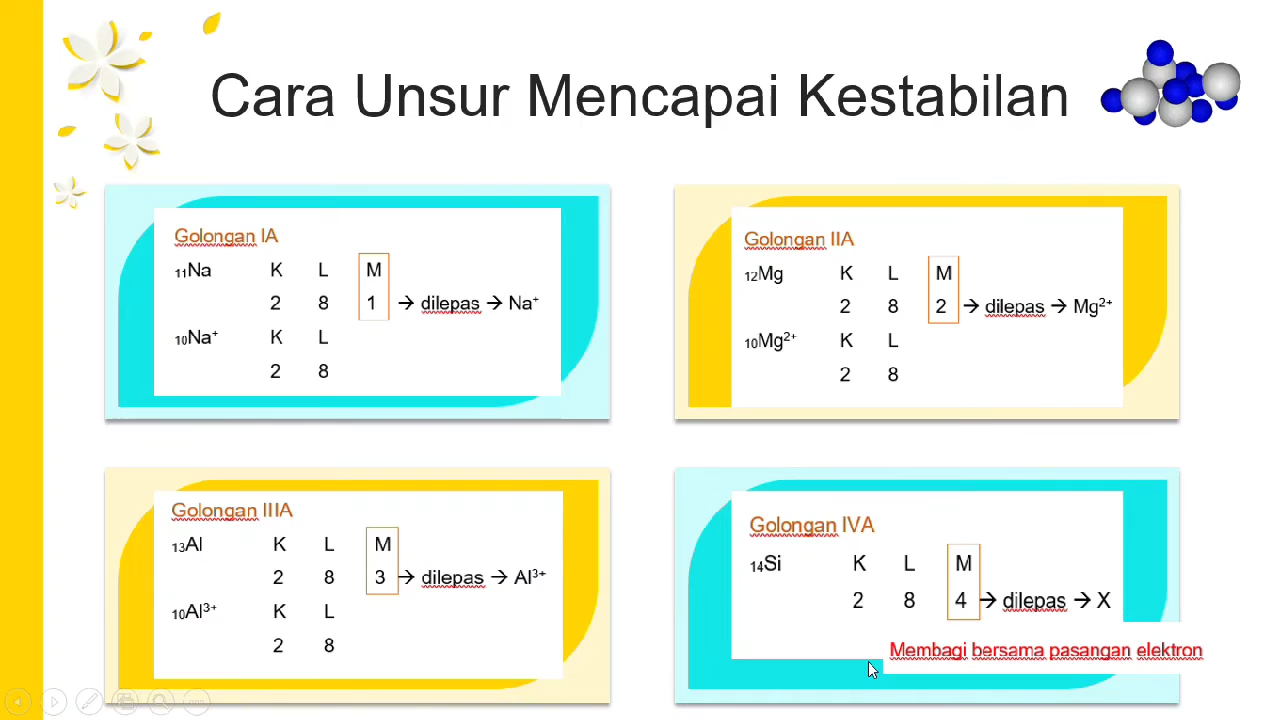 Cara Unsur Mencapai Kestabilan
Golongan IA
₁₁Na K L M
2 8 1 → dilepas → Na⁺
₁₀Na⁺ K L
2 8
Golongan IIA
₁₂Mg K L M
2 8 2 → dilepas → Mg²⁺
₁₀Mg²⁺ K L
2 8
Golongan IIIA
₁₃Al K L M
2 8 3 → dilepas → Al³⁺
₁₀Al³⁺ K L
2 8
Golongan IVA
₁₄Si K L M
2 8 4 → dilepas → X
Membagi bersama pasangan elektron